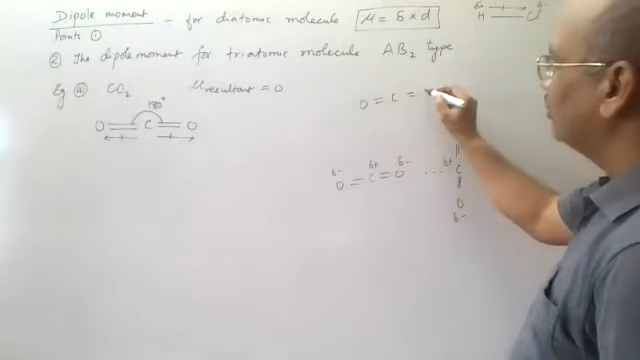 Dipole moment - for diatomic molecule μ = δ × d
δ+ δ-
H Cl
Points ①
② The dipole moment for triatomic molecule AB₂ type
Eg ⓐ CO₂ μresultant = 0
180°
O = C = O
O = C =
δ- δ+ δ-
O = C = O ... δ+ C
||
O
δ-